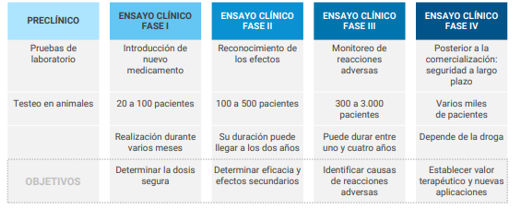 PRECLÍNICO
ENSAYO CLÍNICO
FASE I
ENSAYO CLÍNICO
FASE II
ENSAYO CLÍNICO
FASE III
ENSAYO CLÍNICO
FASE IV
Pruebas de
laboratorio
Introducción de
nuevo
medicamento
Reconocimiento de
los efectos
Monitoreo de
reacciones
adversas
Posterior a la
comercialización:
seguridad a largo
plazo
Testeo en animales
20 a 100 pacientes
100 a 500 pacientes
300 a 3.000
pacientes
Varios miles
de pacientes
Realización durante
varios meses
Su duración puede
llegar a los dos años
Puede durar entre
uno y cuatro años
Depende de la droga
OBJETIVOS
Determinar la dosis
segura
Determinar eficacia y
efectos secundarios
Identificar causas
de reacciones
adversas
Establecer valor
terapéutico y nuevas
aplicaciones